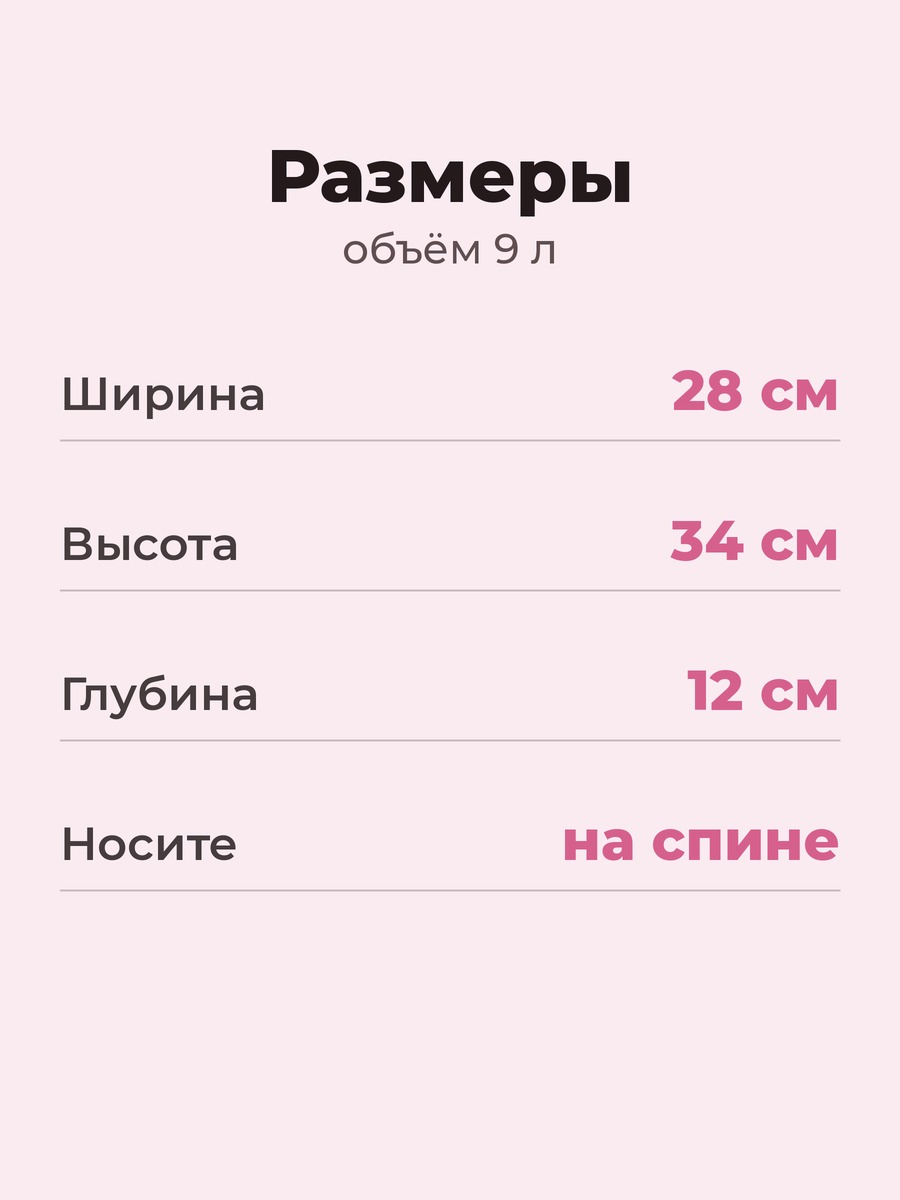 Размеры
объём 9 л
Ширина 28 см
Высота 34 см
Глубина 12 см
Носите на спине